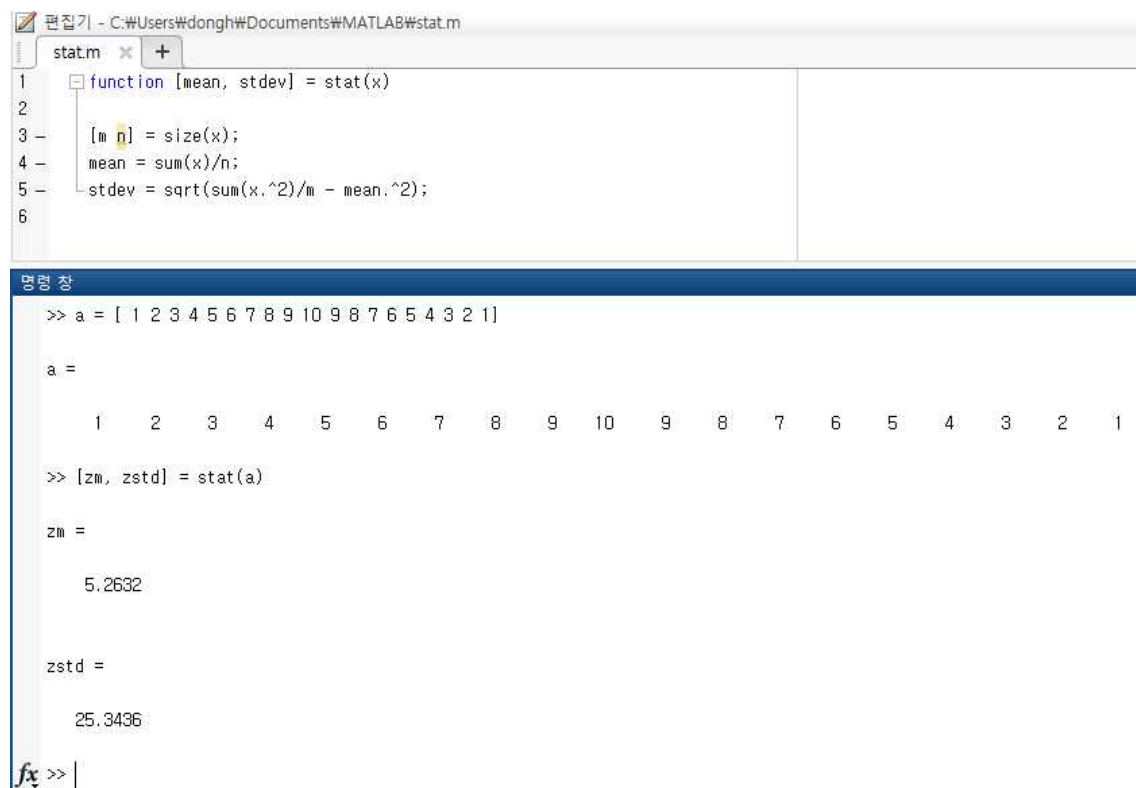 편집기 - C:₩Users₩dongh₩Documents₩MATLAB₩stat.m
stat.m × +
1 function [mean, stdev] = stat(x)
2
3 – [m n] = size(x);
4 – mean = sum(x)/n;
5 – stdev = sqrt(sum(x.^2)/m - mean.^2);
6
명령 창
>> a = [ 1 2 3 4 5 6 7 8 9 10 9 8 7 6 5 4 3 2 1]
a =
1 2 3 4 5 6 7 8 9 10 9 8 7 6 5 4 3 2 1
>> [zm, zstd] = stat(a)
zm =
5.2632
zstd =
25.3436
fx >>